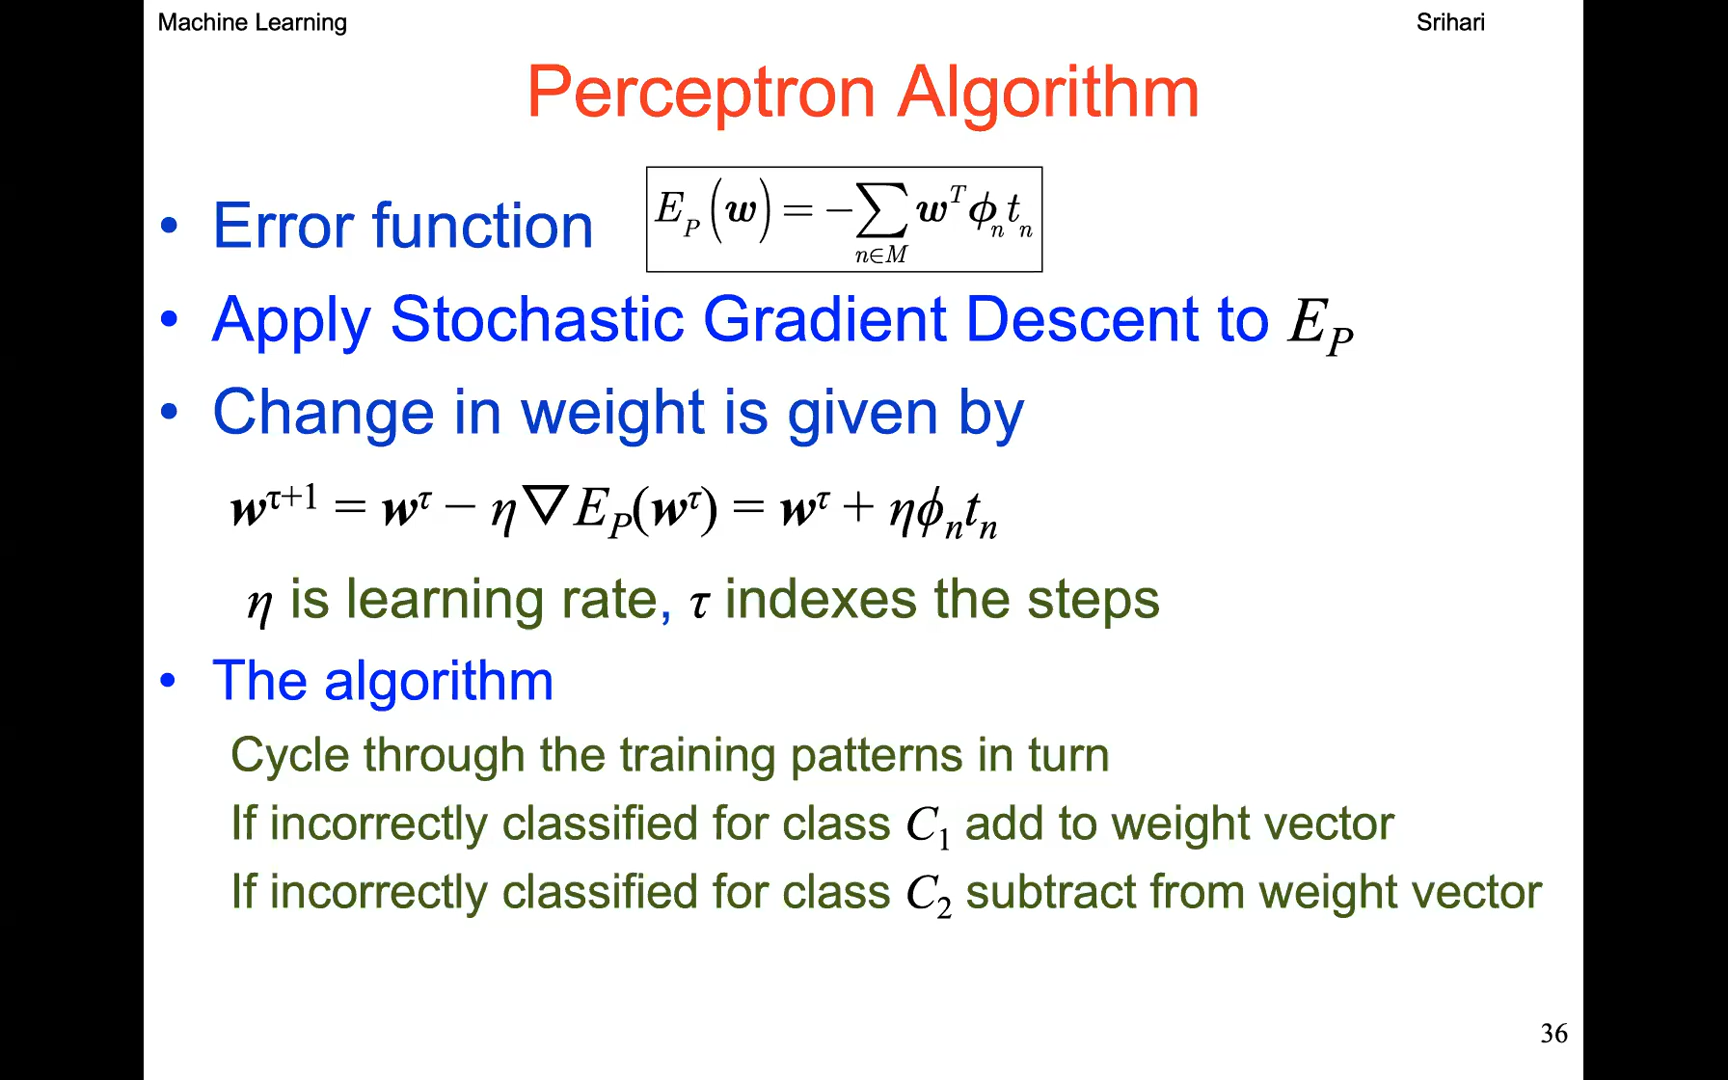 Machine Learning
Srihari
Perceptron Algorithm
• Error function E_P(w) = −∑_{n∈M} w^T ϕ_n t_n
• Apply Stochastic Gradient Descent to E_P
• Change in weight is given by
w^{τ+1} = w^τ − η∇E_P(w^τ) = w^τ + ηϕ_n t_n
η is learning rate, τ indexes the steps
• The algorithm
Cycle through the training patterns in turn
If incorrectly classified for class C_1 add to weight vector
If incorrectly classified for class C_2 subtract from weight vector
36